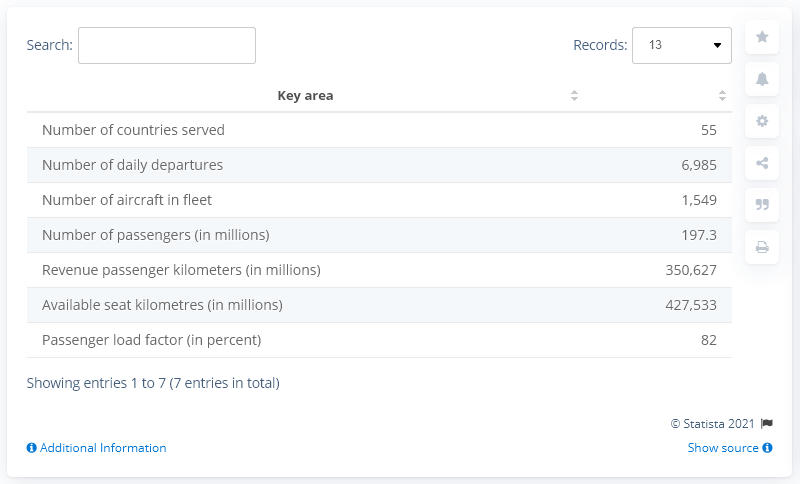 Search: Records: 13
Key area
Number of countries served 55
Number of daily departures 6,985
Number of aircraft in fleet 1,549
Number of passengers (in millions) 197.3
Revenue passenger kilometers (in millions) 350,627
Available seat kilometres (in millions) 427,533
Passenger load factor (in percent) 82
Showing entries 1 to 7 (7 entries in total)
© Statista 2021
Additional Information Show source